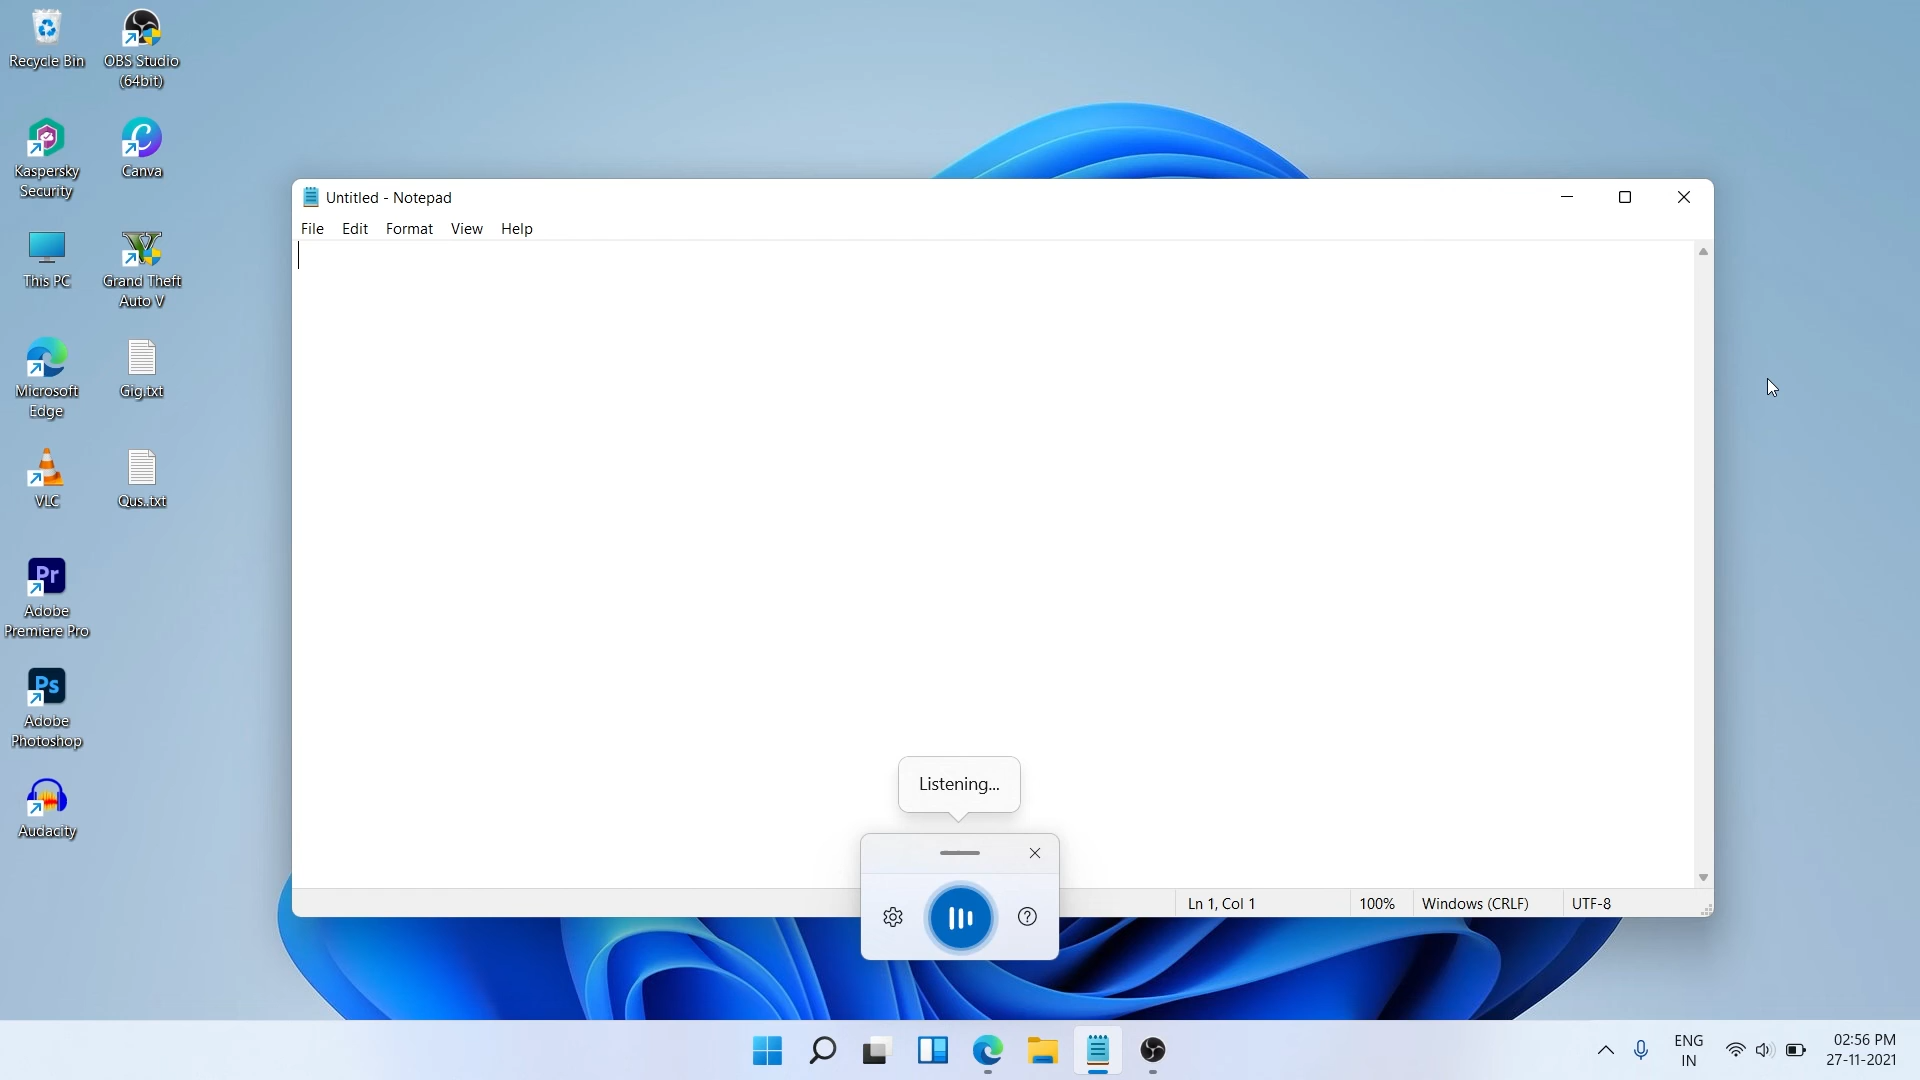 Recycle Bin
OBS Studio
(64bit)
Kaspersky
Security
Canva
This PC
Grand Theft
Auto V
Microsoft
Edge
Gig.txt
VLC
Qus..txt
Pr
Adobe
Premiere Pro
Ps
Adobe
Photoshop
Audacity
Untitled - Notepad
File Edit Format View Help
Listening...
Ln 1, Col 1 100% Windows (CRLF) UTF-8
ENG
IN
02:56 PM
27-11-2021